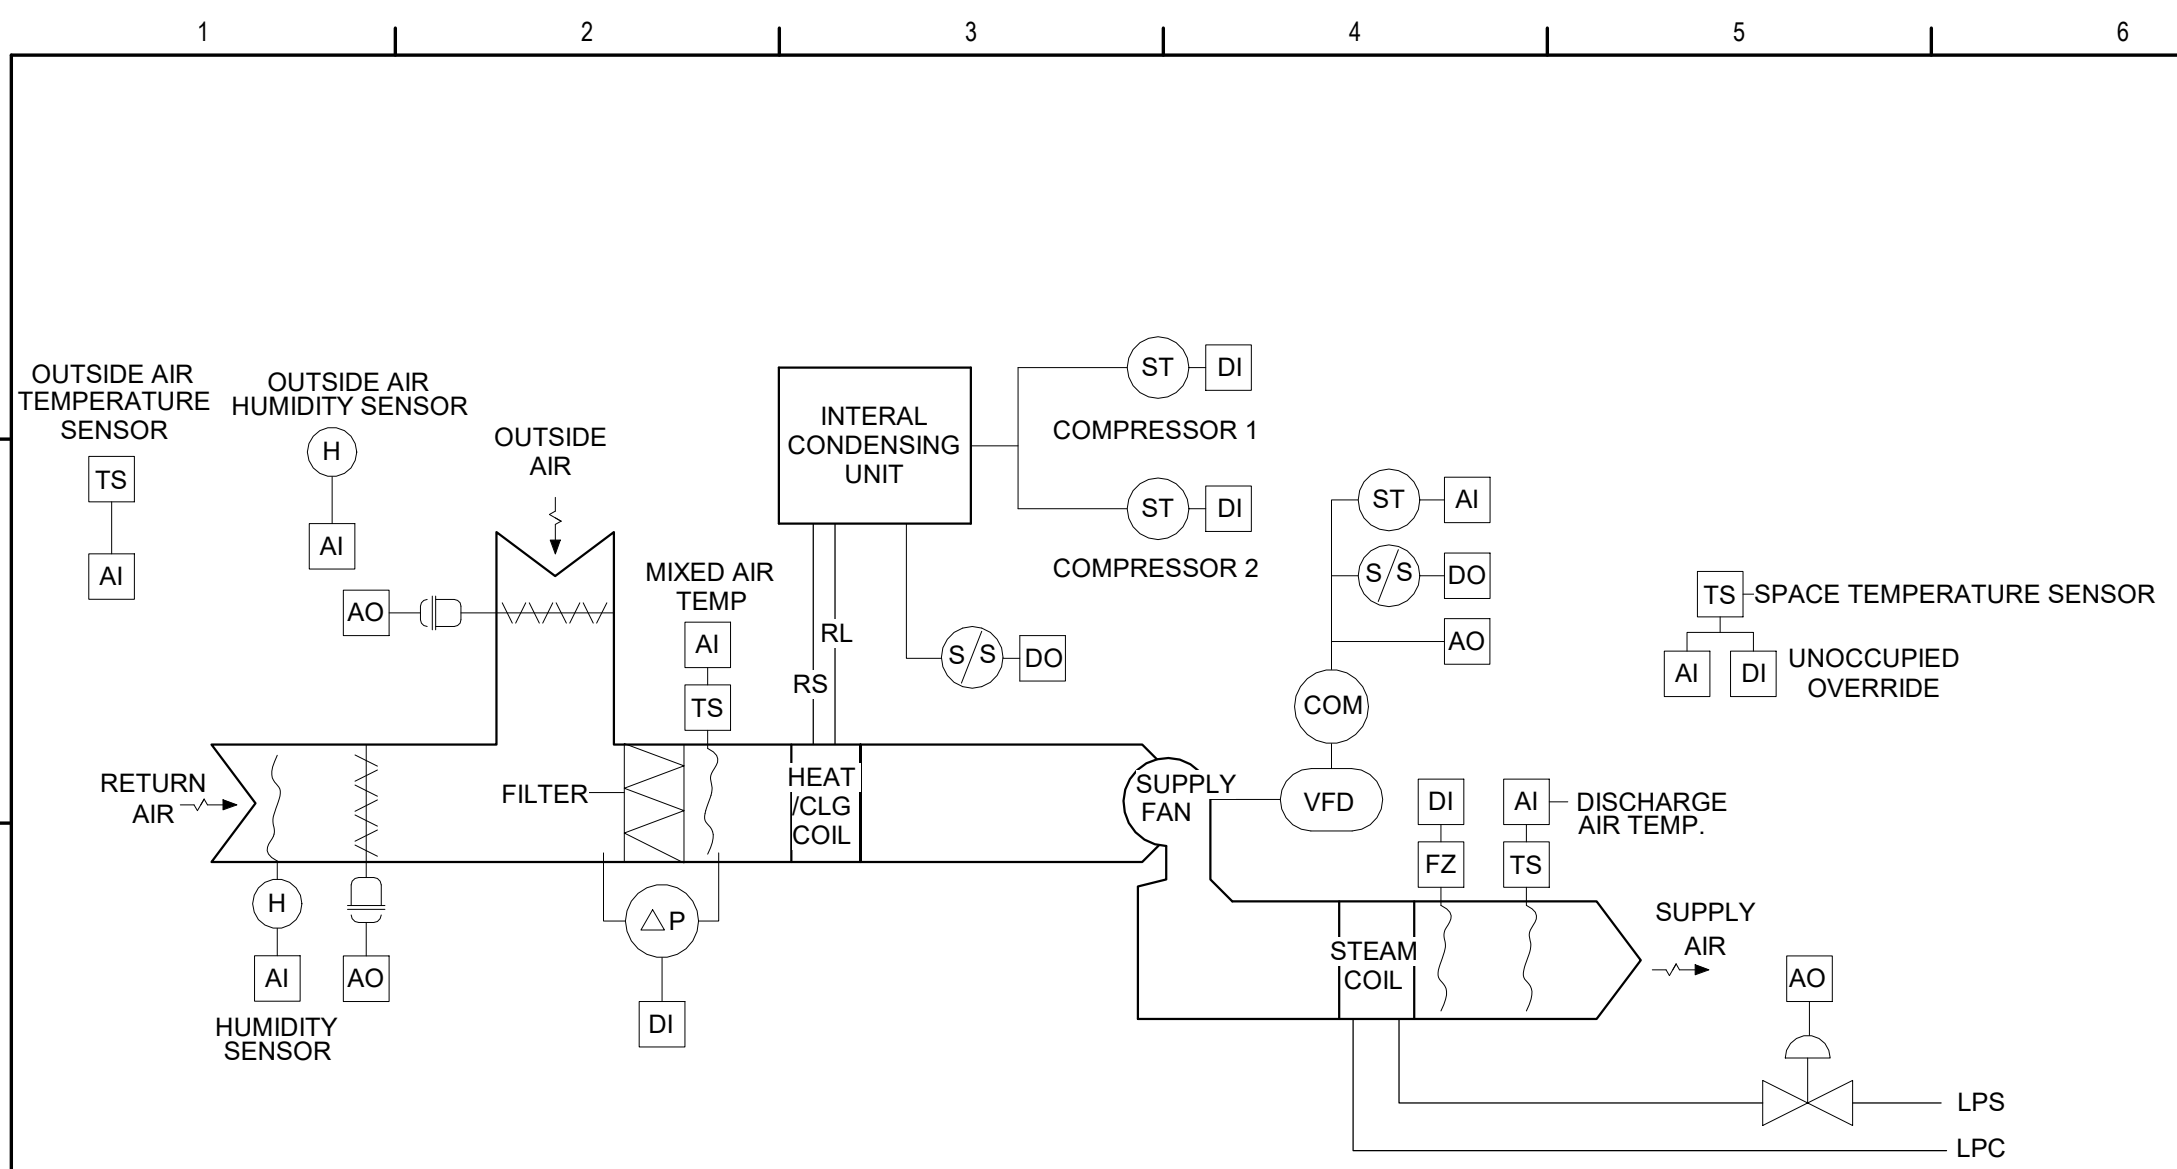 1
2
3
4
5
6
OUTSIDE AIR
TEMPERATURE
SENSOR
TS
AI
OUTSIDE AIR
HUMIDITY SENSOR
H
AI
OUTSIDE
AIR
AO
MIXED AIR
TEMP
AI
TS
INTERAL
CONDENSING
UNIT
RL
RS
S/S
DO
ST
DI
COMPRESSOR 1
ST
DI
COMPRESSOR 2
ST
AI
S/S
DO
AO
COM
VFD
TS
SPACE TEMPERATURE SENSOR
AI
DI
UNOCCUPIED
OVERRIDE
RETURN
AIR
FILTER
HEAT
/CLG
COIL
SUPPLY
FAN
DI
FZ
AI
TS
DISCHARGE
AIR TEMP.
H
AI
HUMIDITY
SENSOR
AO
△P
DI
STEAM
COIL
SUPPLY
AIR
AO
LPS
LPC